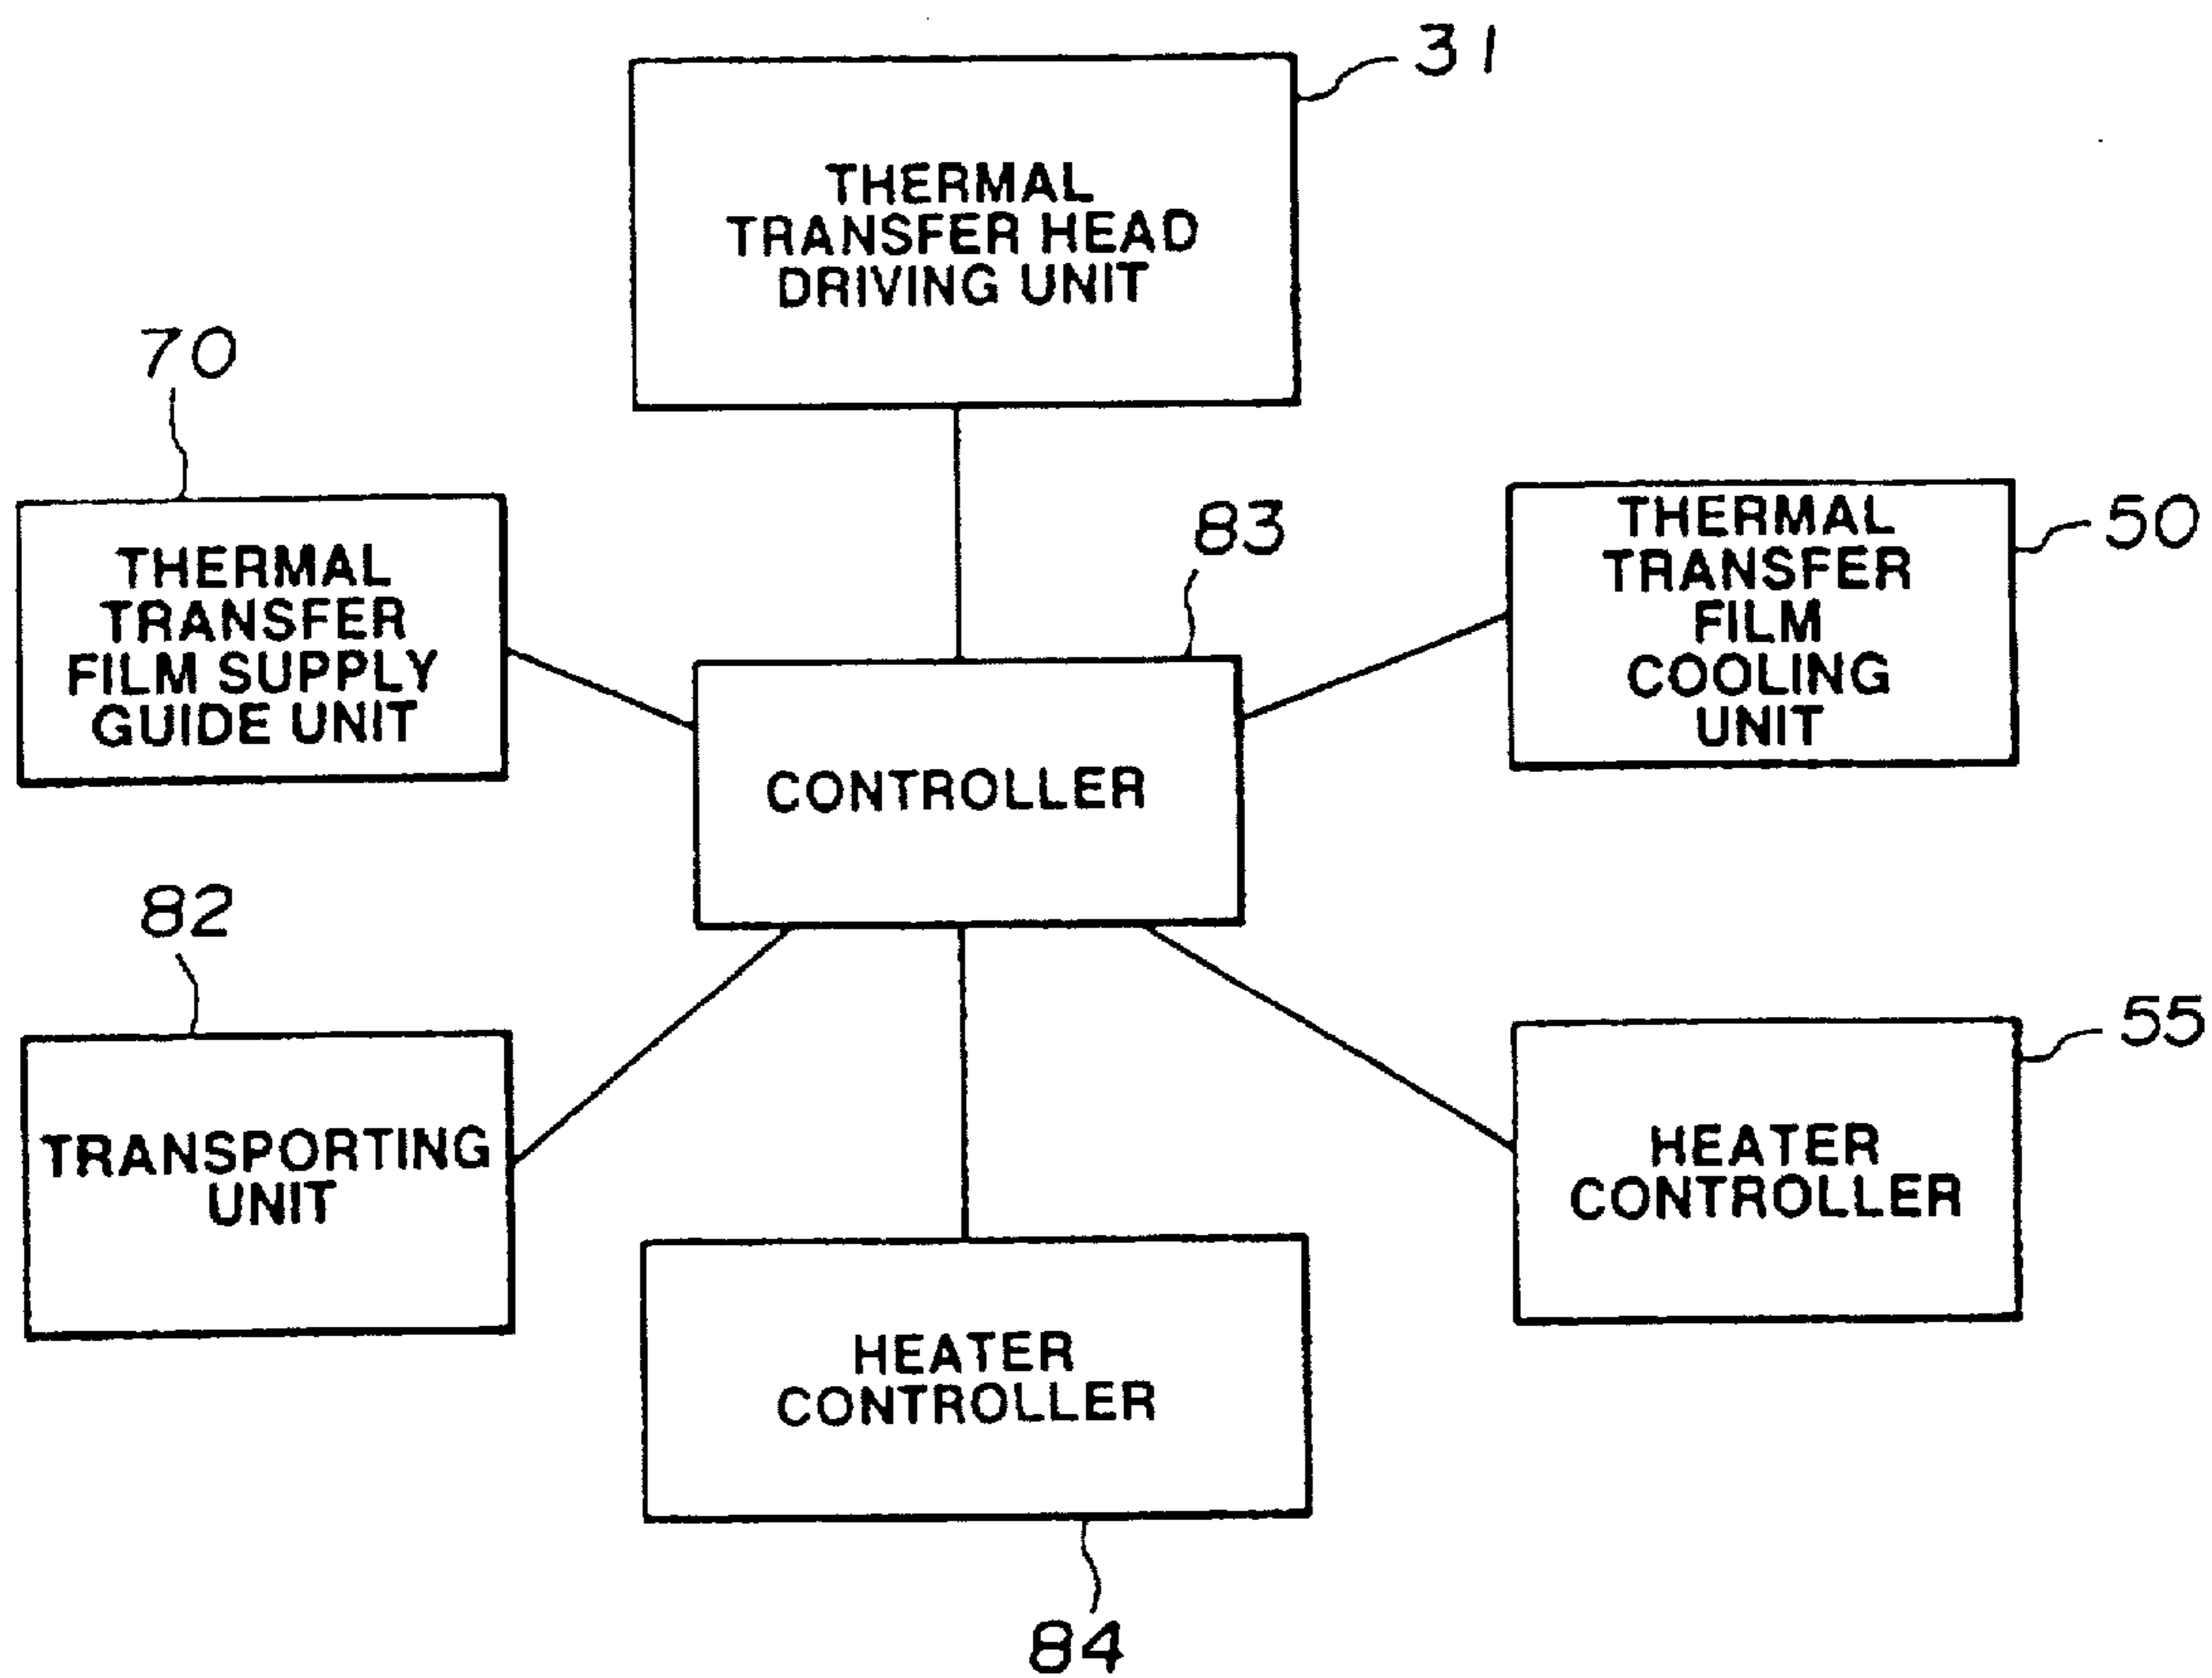 31
THERMAL
TRANSFER HEAD
DRIVING UNIT
70
THERMAL
TRANSFER
FILM SUPPLY
GUIDE UNIT
83
CONTROLLER
50
THERMAL
TRANSFER
FILM
COOLING
UNIT
82
TRANSPORTING
UNIT
55
HEATER
CONTROLLER
HEATER
CONTROLLER
84